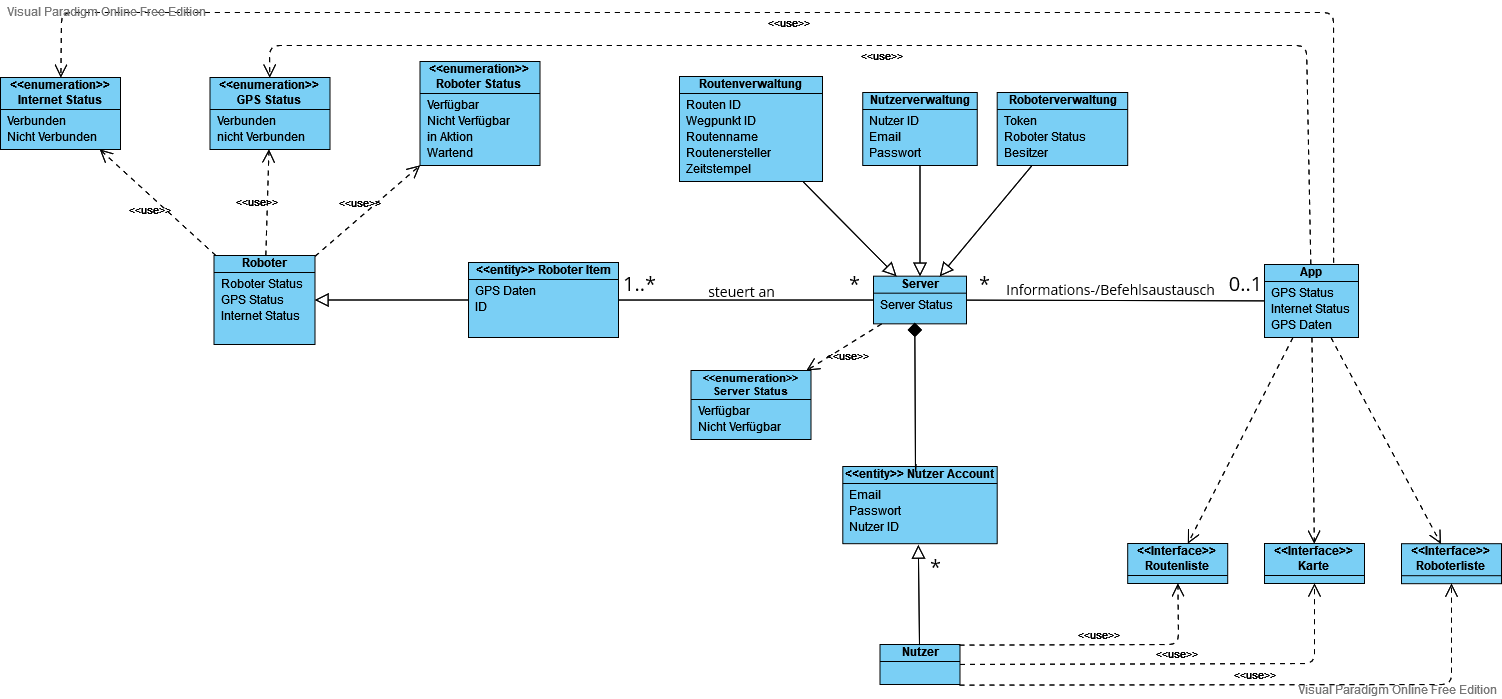 Visual Paradigm Online Free Edition
<<use>>
<<use>>
<<enumeration>>
Internet Status
Verbunden
Nicht Verbunden
<<enumeration>>
GPS Status
Verbunden
nicht Verbunden
<<enumeration>>
Roboter Status
Verfügbar
Nicht Verfügbar
in Aktion
Wartend
Routenverwaltung
Routen ID
Wegpunkt ID
Routenname
Routenersteller
Zeitstempel
Nutzerverwaltung
Nutzer ID
Email
Passwort
Roboterverwaltung
Token
Roboter Status
Besitzer
<<use>>
<<use>>
<<use>>
Roboter
Roboter Status
GPS Status
Internet Status
<<entity>> Roboter Item
GPS Daten
ID
1..*
steuert an
*
Server
Server Status
*
Informations-/Befehlsaustausch
0..1
App
GPS Status
Internet Status
GPS Daten
<<use>>
<<enumeration>>
Server Status
Verfügbar
Nicht Verfügbar
<<entity>> Nutzer Account
Email
Passwort
Nutzer ID
*
<<Interface>>
Routenliste
<<Interface>>
Karte
<<Interface>>
Roboterliste
Nutzer
<<use>>
<<use>>
<<use>>
Visual Paradigm Online Free Edition